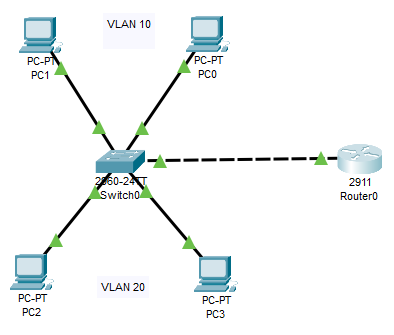 VLAN 10
PC-PT
PC1
PC-PT
PC0
2960-24TT
Switch0
2911
Router0
PC-PT
PC2
VLAN 20
PC-PT
PC3